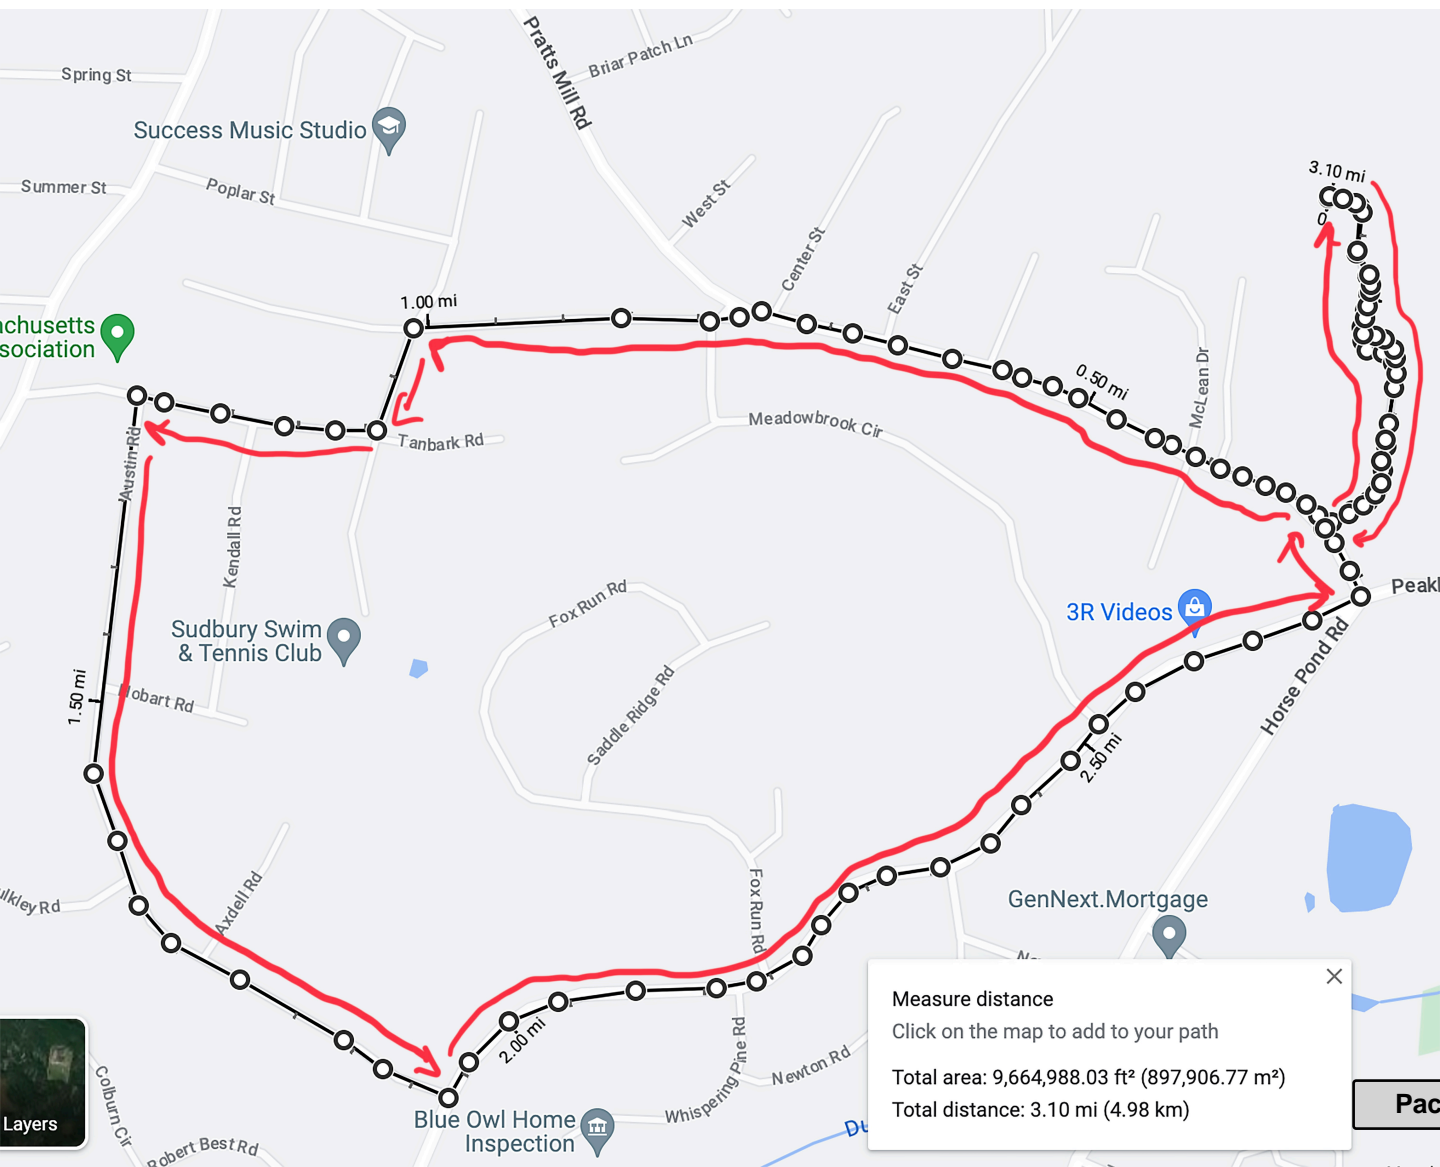 Pratts Mill Rd
Briar Patch Ln
Spring St
Success Music Studio
3.10 mi
0
Summer St
Poplar St
West St
Center St
East St
1.00 mi
achusetts
sociation
0.50 mi
McLean Dr
Meadowbrook Cir
Tanbark Rd
Austin Rd
Kendall Rd
Fox Run Rd
3R Videos
Peakh
Sudbury Swim
& Tennis Club
Horse Pond Rd
1.50 mi
Hobart Rd
Saddle Ridge Rd
2.50 mi
ulkley Rd
Axdell Rd
Fox Run Rd
GenNext.Mortgage
Measure distance
Click on the map to add to your path
Total area: 9,664,988.03 ft² (897,906.77 m²)
Total distance: 3.10 mi (4.98 km)
2.00 mi
Whispering Pine Rd
Newton Rd
Layers
Colburn Cir
Robert Best Rd
Blue Owl Home
Inspection
Du
Pac